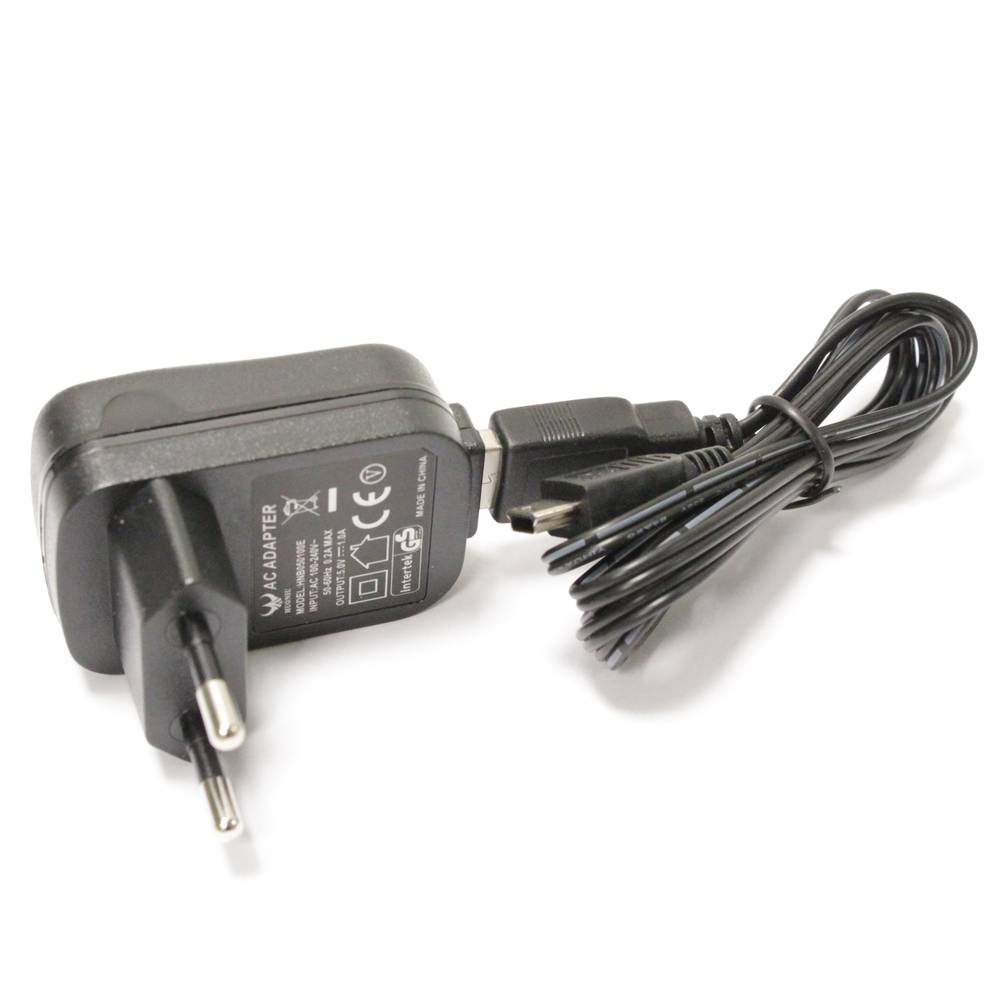 AC ADAPTER
MODEL:HNB050100E
INPUT:AC 100-240V~
50-60Hz 0.2A MAX
OUTPUT:5.0V⎓1.0A
CE V
MADE IN CHINA
Intertek GS